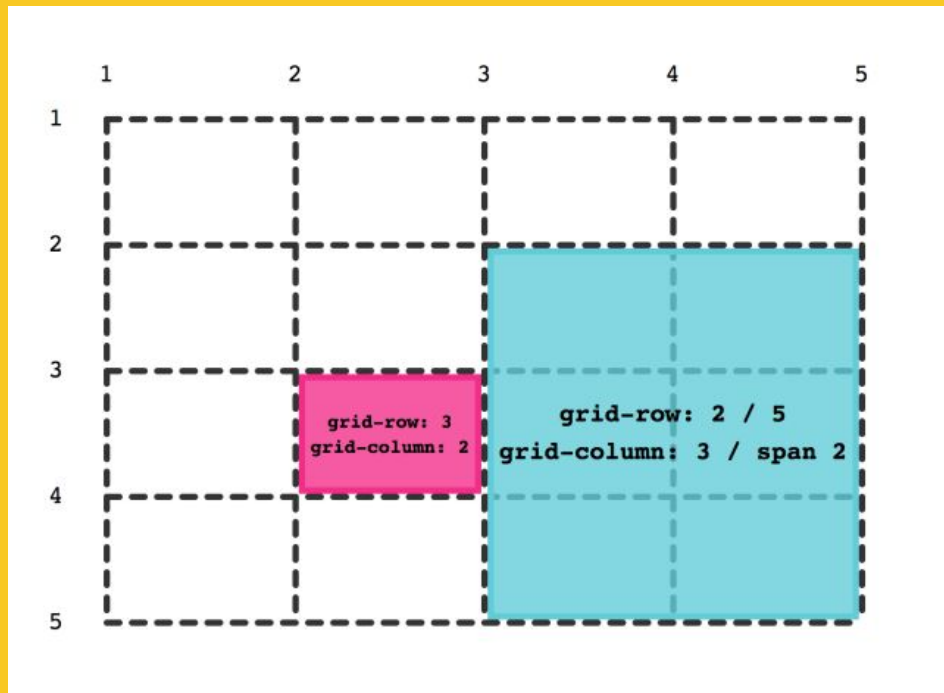 1 2 3 4 5
1
2
3
grid-row: 2 / 5
grid-row: 3
grid-column: 2
grid-column: 3 / span 2
4
5